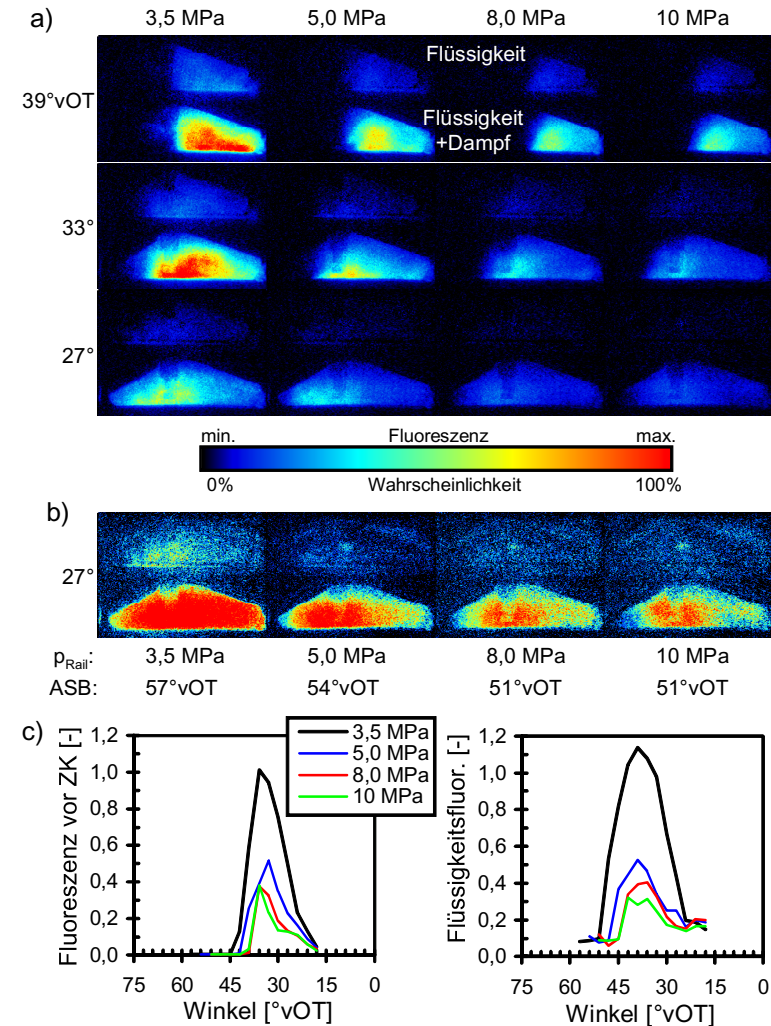 a)
3,5 MPa 5,0 MPa 8,0 MPa 10 MPa
39°vOT
Flüssigkeit
Flüssigkeit
+Dampf
33°
27°
min. Fluoreszenz max.
0% Wahrscheinlichkeit 100%
b)
27°
pRail: 3,5 MPa 5,0 MPa 8,0 MPa 10 MPa
ASB: 57°vOT 54°vOT 51°vOT 51°vOT
c)
Fluoreszenz vor ZK [-]
1,2
1,0
0,8
0,6
0,4
0,2
0,0
75 60 45 30 15 0
Winkel [°vOT]
3,5 MPa
5,0 MPa
8,0 MPa
10 MPa
Flüssigkeitsfluor. [-]
1,2
1,0
0,8
0,6
0,4
0,2
0,0
75 60 45 30 15 0
Winkel [°vOT]